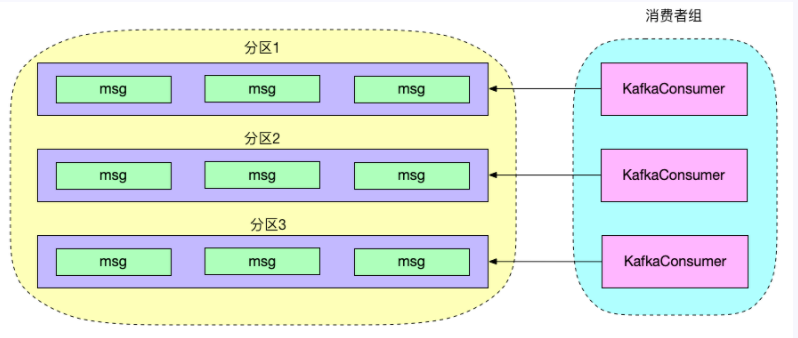 消费者组
分区1
msg msg msg
KafkaConsumer
分区2
msg msg msg
KafkaConsumer
分区3
msg msg msg
KafkaConsumer